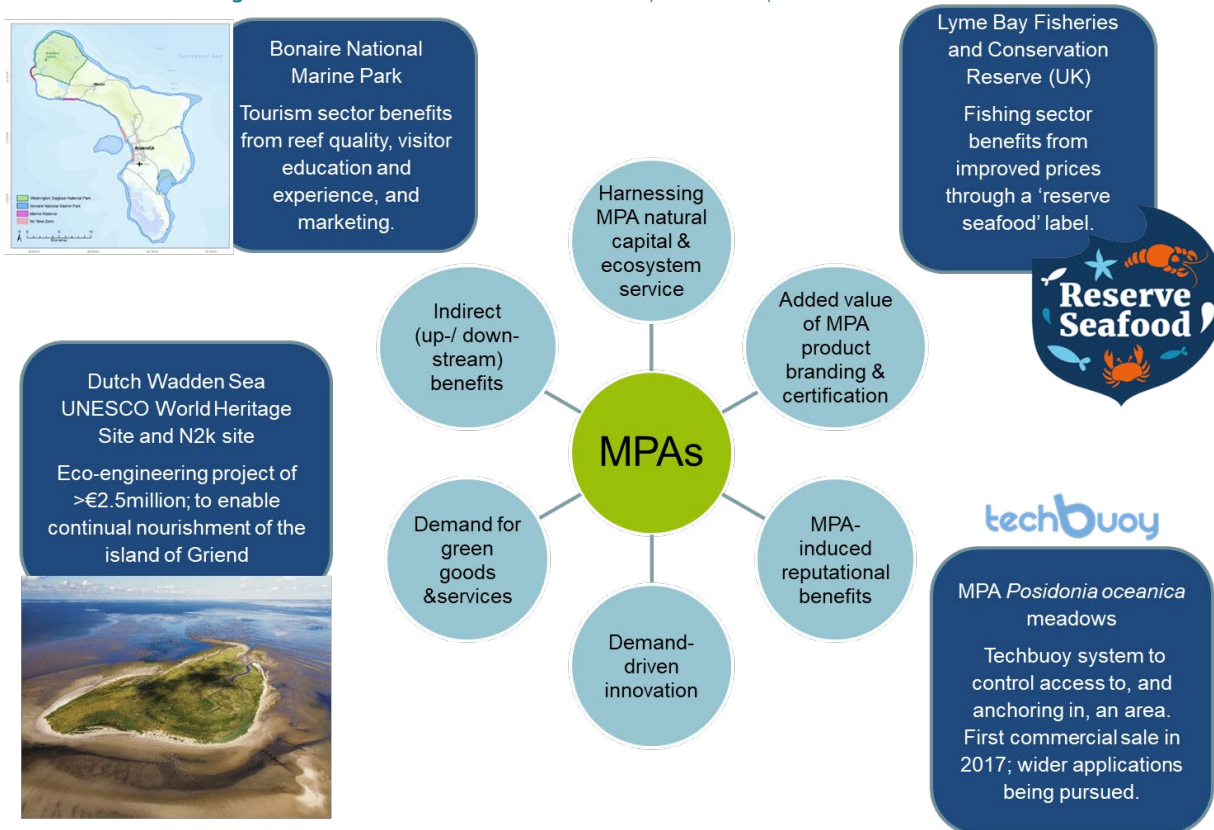 Bonaire National
Marine Park
Tourism sector benefits
from reef quality, visitor
education and
experience, and
marketing.
Lyme Bay Fisheries
and Conservation
Reserve (UK)
Fishing sector
benefits from
improved prices
through a ‘reserve
seafood’ label.
Reserve
Seafood
Harnessing
MPA natural
capital &
ecosystem
service
Indirect
(up-/ down-
stream)
benefits
Added value
of MPA
product
branding &
certification
MPAs
Dutch Wadden Sea
UNESCO World Heritage
Site and N2k site
Eco-engineering project of
>€2.5million; to enable
continual nourishment of the
island of Griend
Demand for
green
goods
&services
MPA-
induced
reputational
benefits
Demand-
driven
innovation
techbuoy
MPA Posidonia oceanica
meadows
Techbuoy system to
control access to, and
anchoring in, an area.
First commercial sale in
2017; wider applications
being pursued.